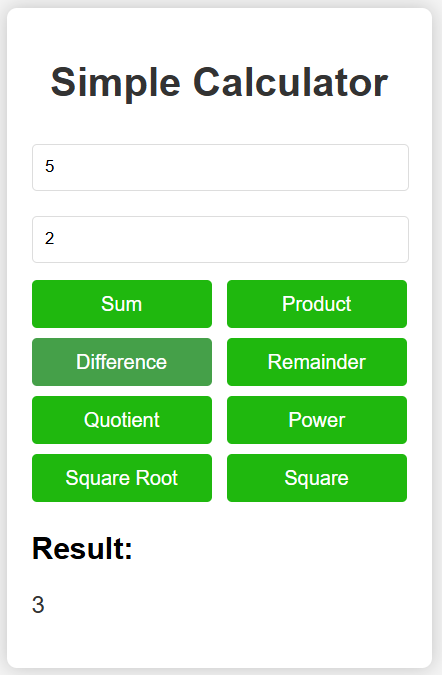 Simple Calculator
5
2
Sum Product
Difference Remainder
Quotient Power
Square Root Square
Result:
3